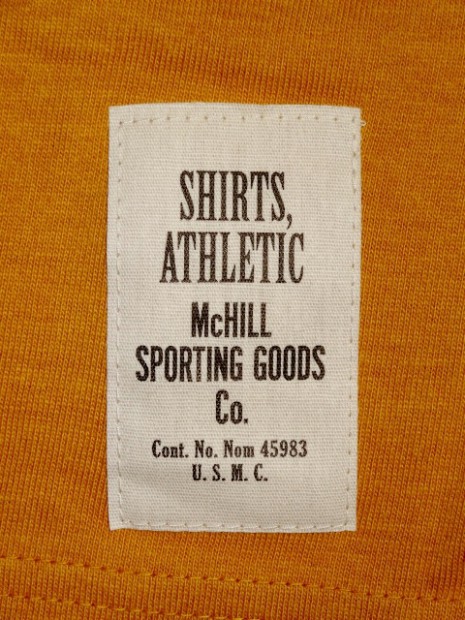 SHIRTS,
ATHLETIC
McHILL
SPORTING GOODS
Co.
Cont. No. Nom 45983
U. S. M. C.